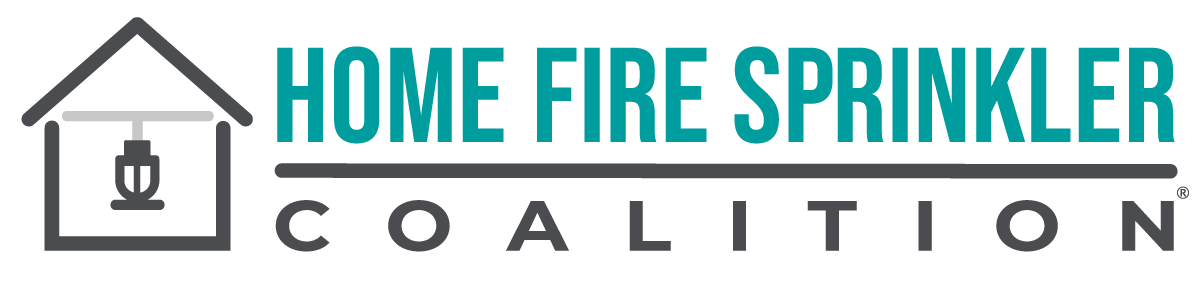 HOME FIRE SPRINKLER
COALITION®